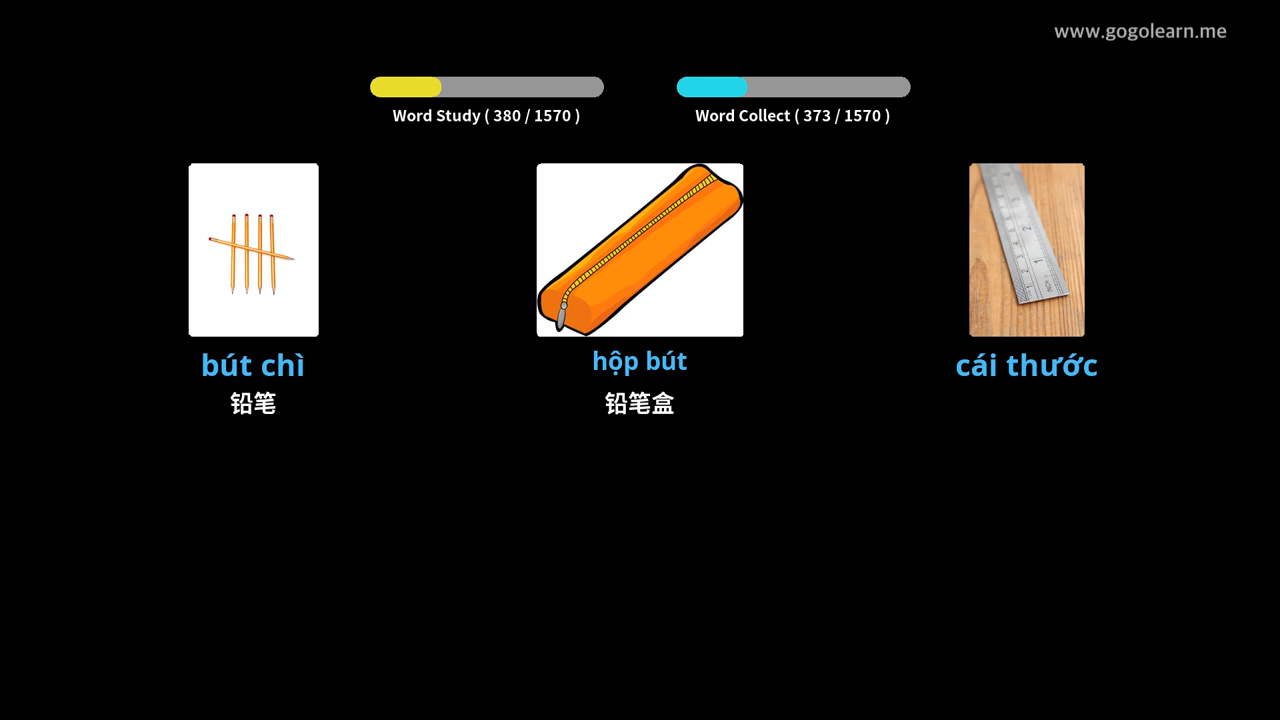 www.gogolearn.me
Word Study ( 380 / 1570 )
Word Collect ( 373 / 1570 )
bút chì
铅笔
hộp bút
铅笔盒
cái thước